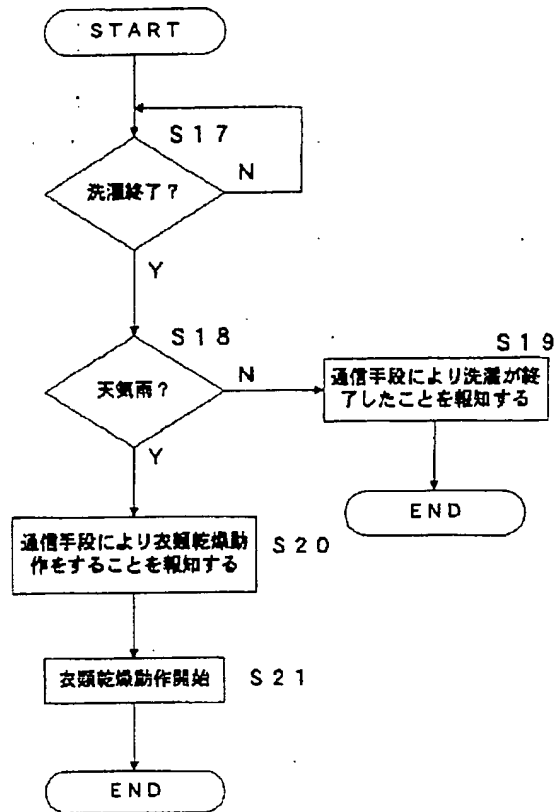 START
S17
洗濯終了？
N
Y
S18
天気雨？
N
S19
通信手段により洗濯が終
了したことを報知する
END
Y
通信手段により衣類乾燥動
作をすることを報知する
S20
衣類乾燥動作開始
S21
END